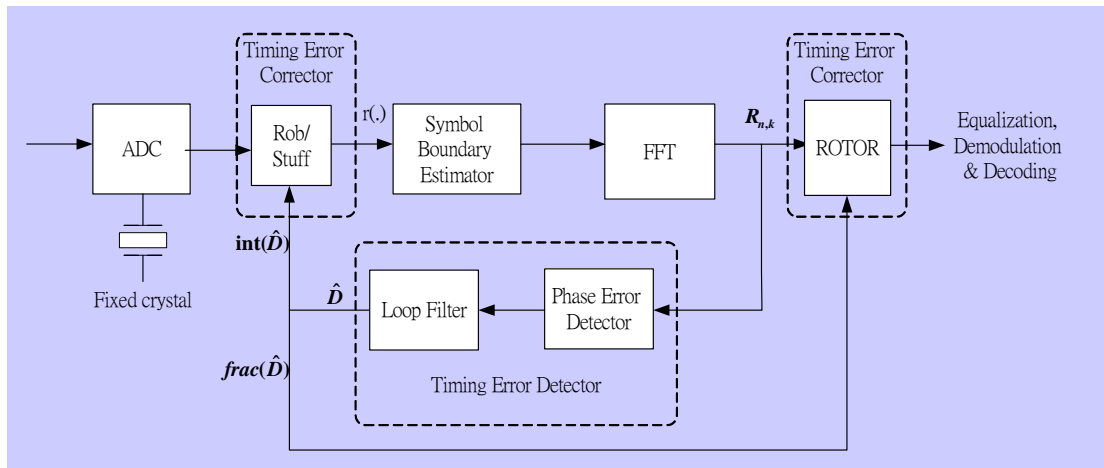 Timing Error
Corrector
Timing Error
Corrector
ADC
Rob/
Stuff
r(.)
Symbol
Boundary
Estimator
FFT
R_{n,k}
ROTOR
Equalization,
Demodulation
& Decoding
Fixed crystal
int(D̂)
D̂
Loop Filter
Phase Error
Detector
frac(D̂)
Timing Error Detector